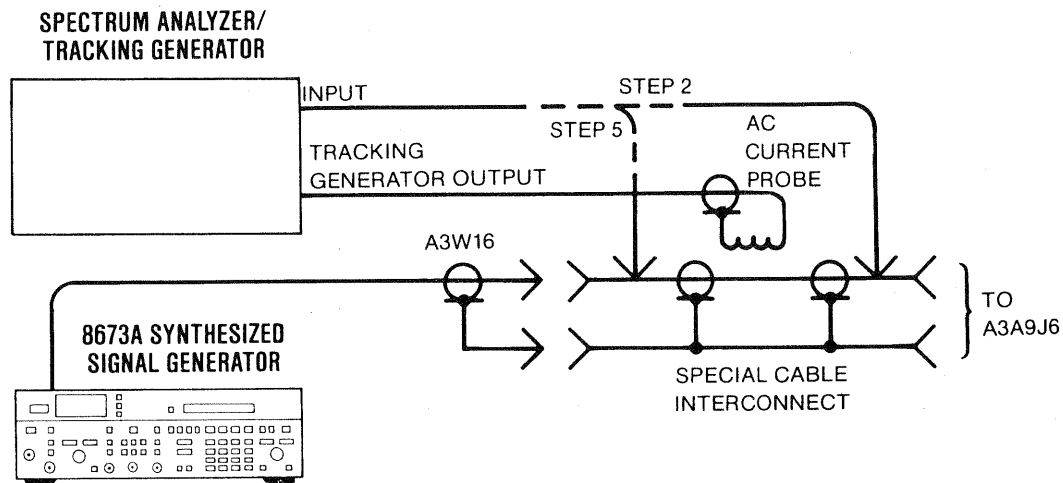 SPECTRUM ANALYZER/
TRACKING GENERATOR
INPUT
STEP 2
STEP 5
AC
CURRENT
PROBE
TRACKING
GENERATOR OUTPUT
A3W16
TO
A3A9J6
8673A SYNTHESIZED
SIGNAL GENERATOR
SPECIAL CABLE
INTERCONNECT